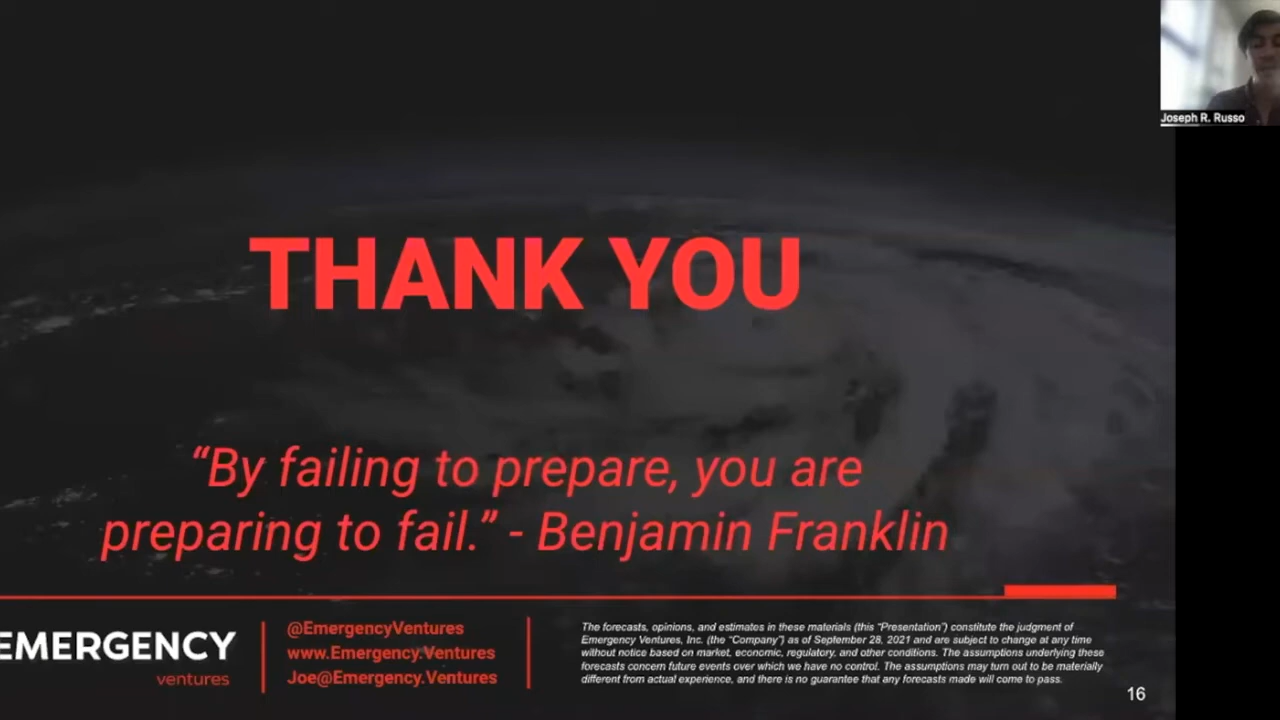 Joseph R. Russo
THANK YOU
“By failing to prepare, you are
preparing to fail.” - Benjamin Franklin
EMERGENCY
ventures
@EmergencyVentures
www.Emergency.Ventures
Joe@Emergency.Ventures
The forecasts, opinions, and estimates in these materials (this “Presentation”) constitute the judgment of
Emergency Ventures, Inc. (the “Company”) as of September 28, 2021 and are subject to change at any time
without notice based on market, economic, regulatory, and other conditions. The assumptions underlying these
forecasts concern future events over which we have no control. The assumptions may turn out to be materially
different from actual experience, and there is no guarantee that any forecasts made will come to pass.
16